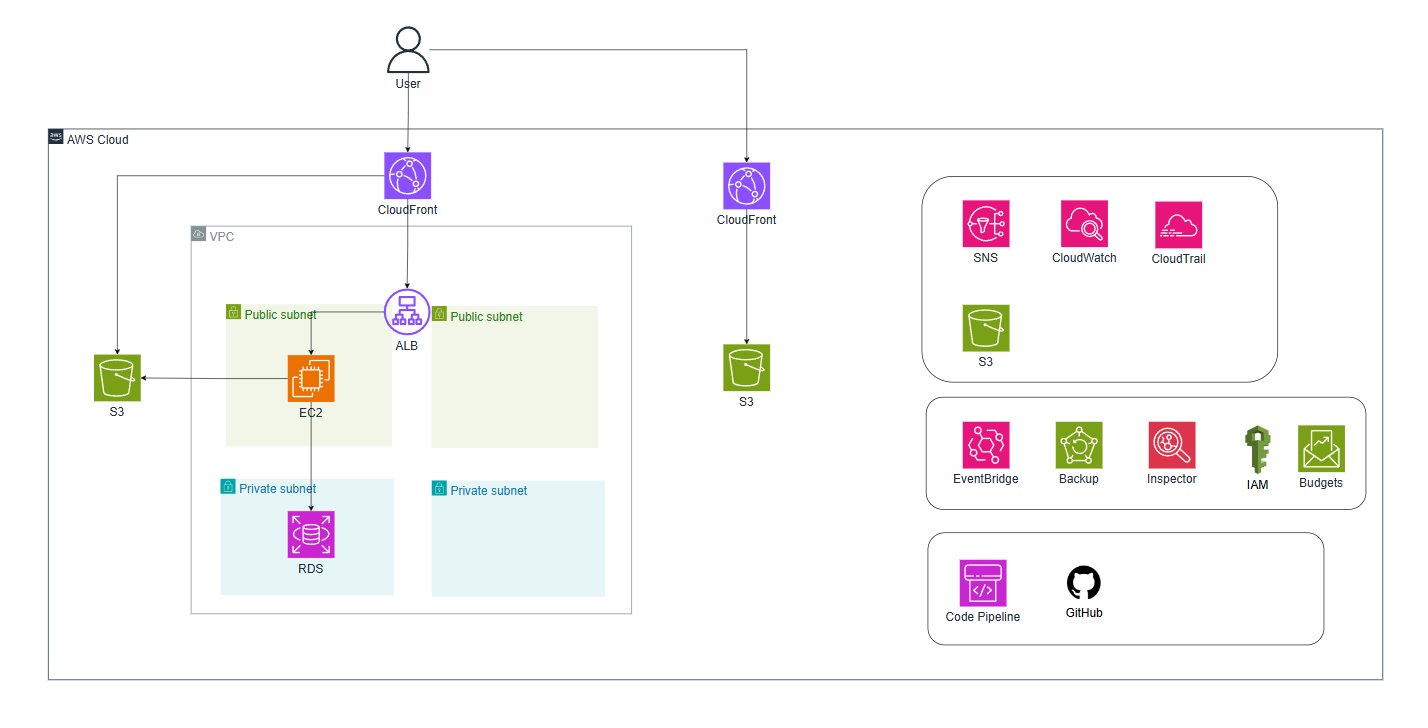 User
aws
AWS Cloud
CloudFront
CloudFront
VPC
SNS
CloudWatch
CloudTrail
Public subnet
Public subnet
ALB
S3
S3
EC2
S3
EventBridge
Backup
Inspector
IAM
Budgets
Private subnet
Private subnet
RDS
Code Pipeline
GitHub